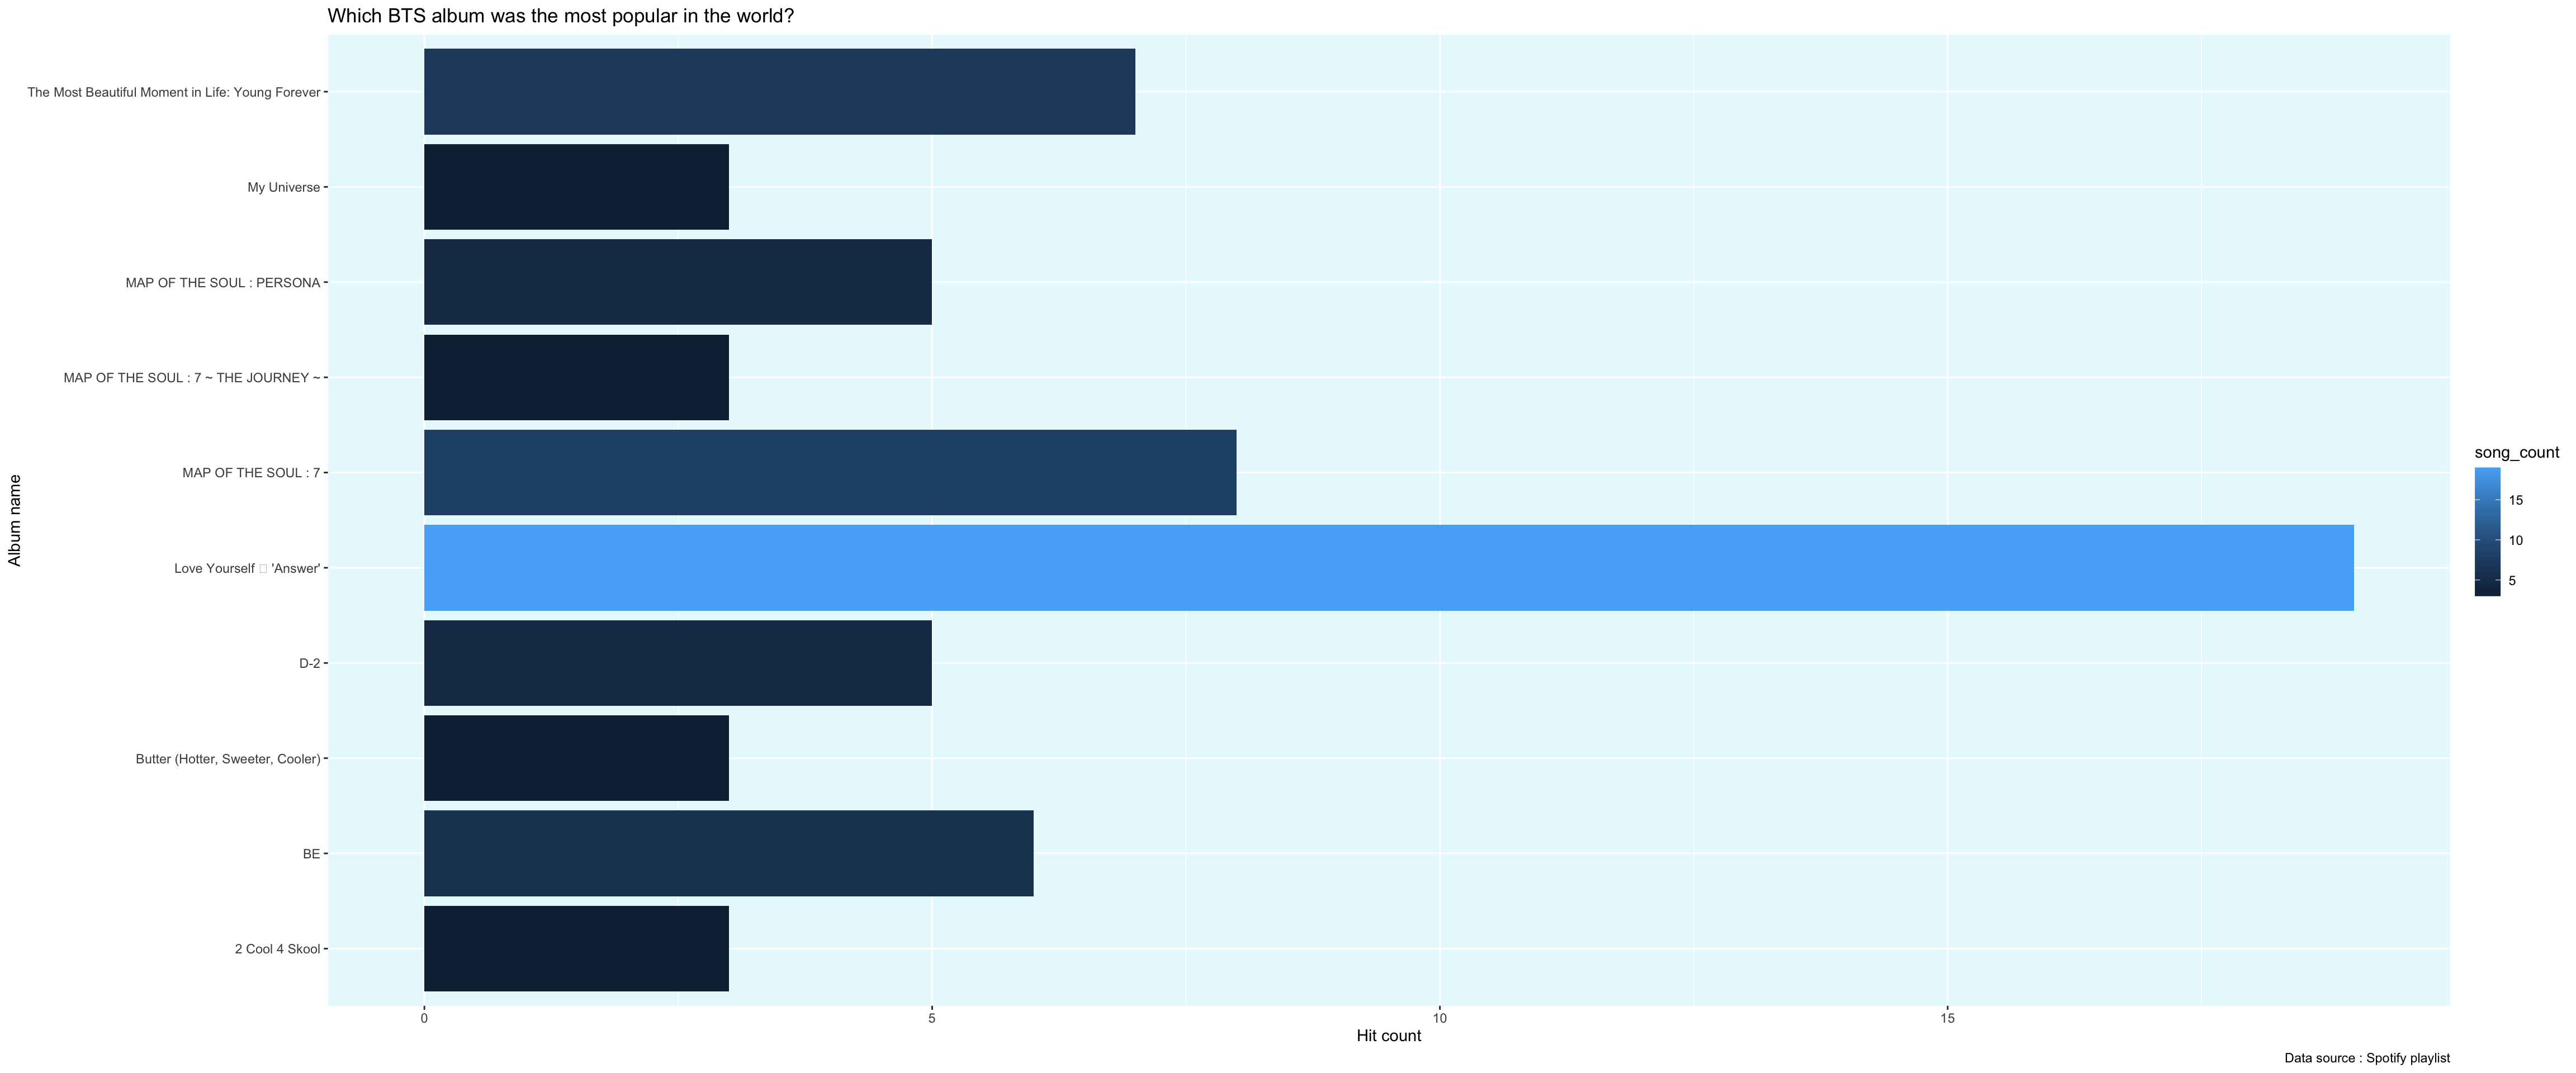 Which BTS album was the most popular in the world?
The Most Beautiful Moment in Life: Young Forever
My Universe
MAP OF THE SOUL : PERSONA
MAP OF THE SOUL : 7 ~ THE JOURNEY ~
MAP OF THE SOUL : 7
Love Yourself 'Answer'
D-2
Butter (Hotter, Sweeter, Cooler)
BE
2 Cool 4 Skool
Album name
0 5 10 15
Hit count
song_count
15
10
5
Data source : Spotify playlist